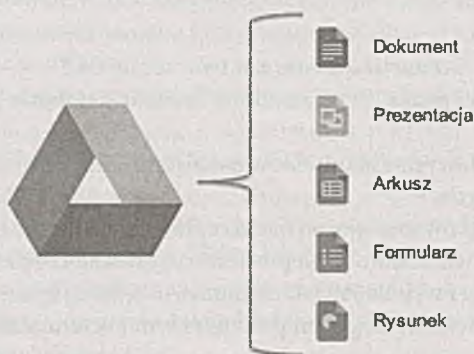 Dokument
Prezentacja
Arkusz
Formularz
Rysunek